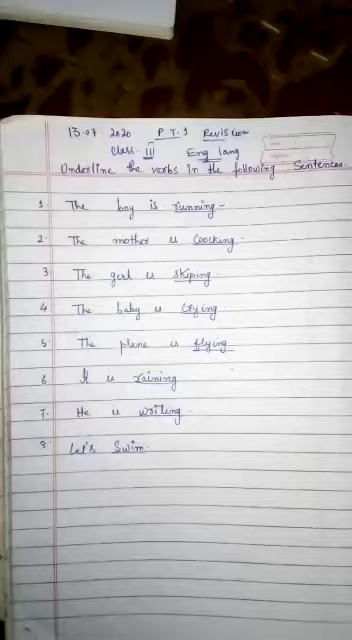 13.07.2020 P.T.1 Revision
Class-III Eng lang
Underline the verbs in the following Sentences.
1. The boy is running-
2. The mother is Coocking.
3 The girl is skiping.
4 The baby is crying.
5 The plane is flying
6 It is raining
7. He is writing.
8 Let's Swim.